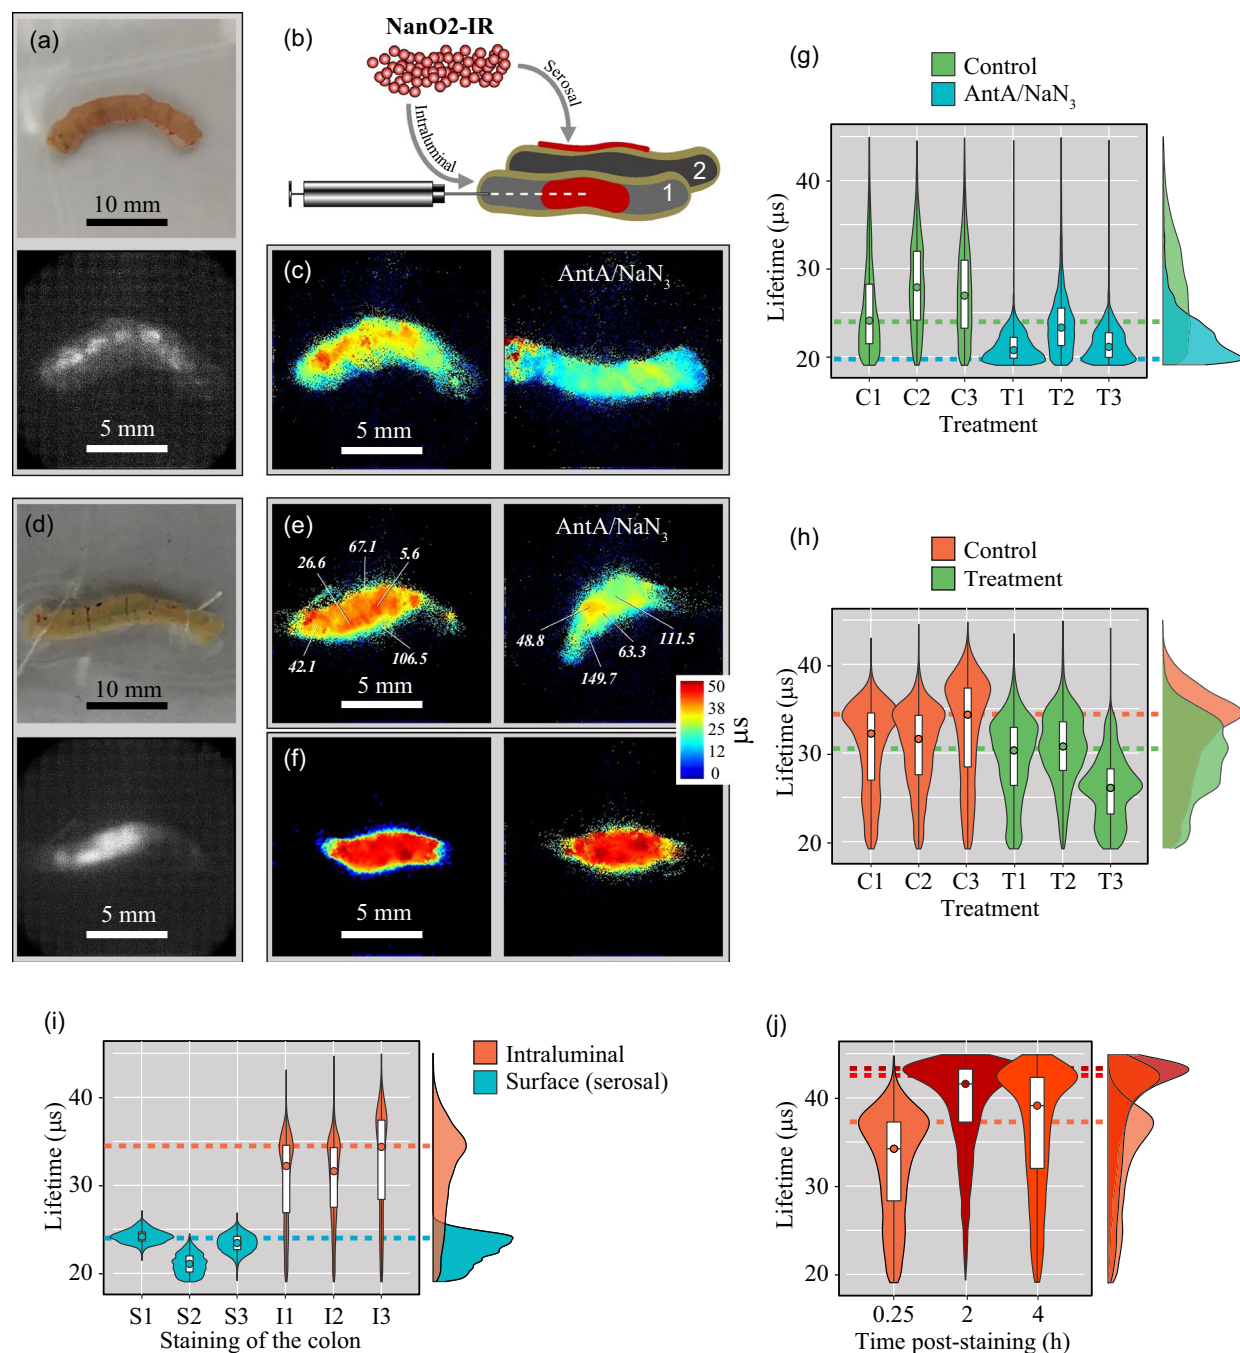 (a)
10 mm
5 mm
(b)
NanO2-IR
Serosal
Intraluminal
1
2
(c)
AntA/NaN3
5 mm
(d)
10 mm
5 mm
(e)
AntA/NaN3
67.1
26.6
5.6
42.1
106.5
48.8
63.3
111.5
149.7
5 mm
50
38
25
12
0
μs
(f)
5 mm
(g)
Control
AntA/NaN3
Lifetime (μs)
40
30
20
C1 C2 C3 T1 T2 T3
Treatment
(h)
Control
Treatment
Lifetime (μs)
40
30
20
C1 C2 C3 T1 T2 T3
Treatment
(i)
Intraluminal
Surface (serosal)
Lifetime (μs)
40
30
20
S1 S2 S3 I1 I2 I3
Staining of the colon
(j)
Lifetime (μs)
40
30
20
0.25 2 4
Time post-staining (h)